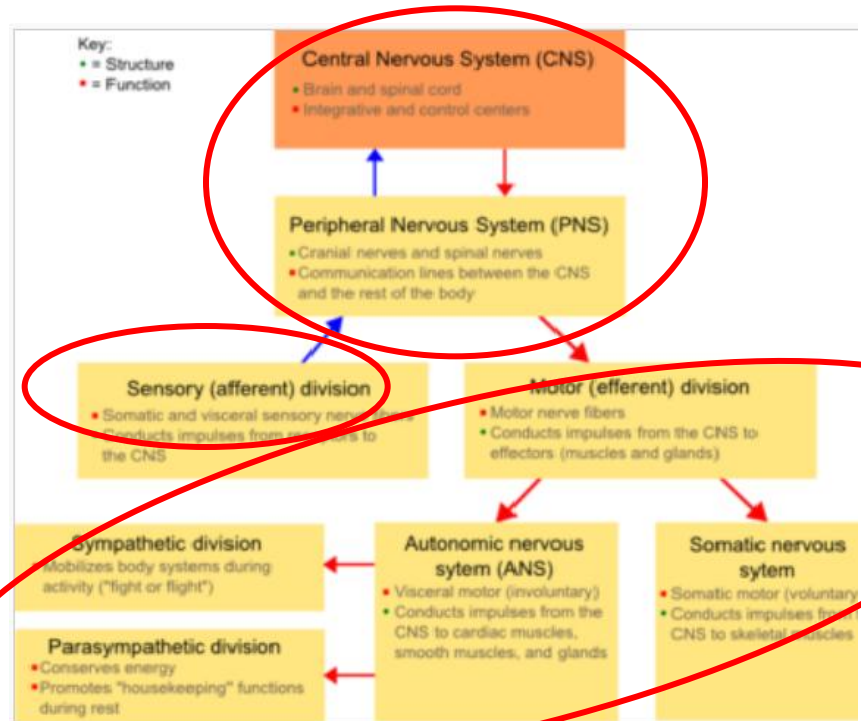 Key:
• = Structure
• = Function
Central Nervous System (CNS)
• Brain and spinal cord
▪ Integrative and control centers
Peripheral Nervous System (PNS)
• Cranial nerves and spinal nerves
▪ Communication lines between the CNS
and the rest of the body
Sensory (afferent) division
▪ Somatic and visceral sensory nerve fibers
• Conducts impulses from receptors to
the CNS
Motor (efferent) division
▪ Motor nerve fibers
• Conducts impulses from the CNS to
effectors (muscles and glands)
Sympathetic division
▪ Mobilizes body systems during
activity ("fight or flight")
Parasympathetic division
▪ Conserves energy
▪ Promotes "housekeeping" functions
during rest
Autonomic nervous
sytem (ANS)
▪ Visceral motor (involuntary)
• Conducts impulses from the
CNS to cardiac muscles,
smooth muscles, and glands
Somatic nervous
sytem
▪ Somatic motor (voluntary
• Conducts impulses from
CNS to skeletal muscles